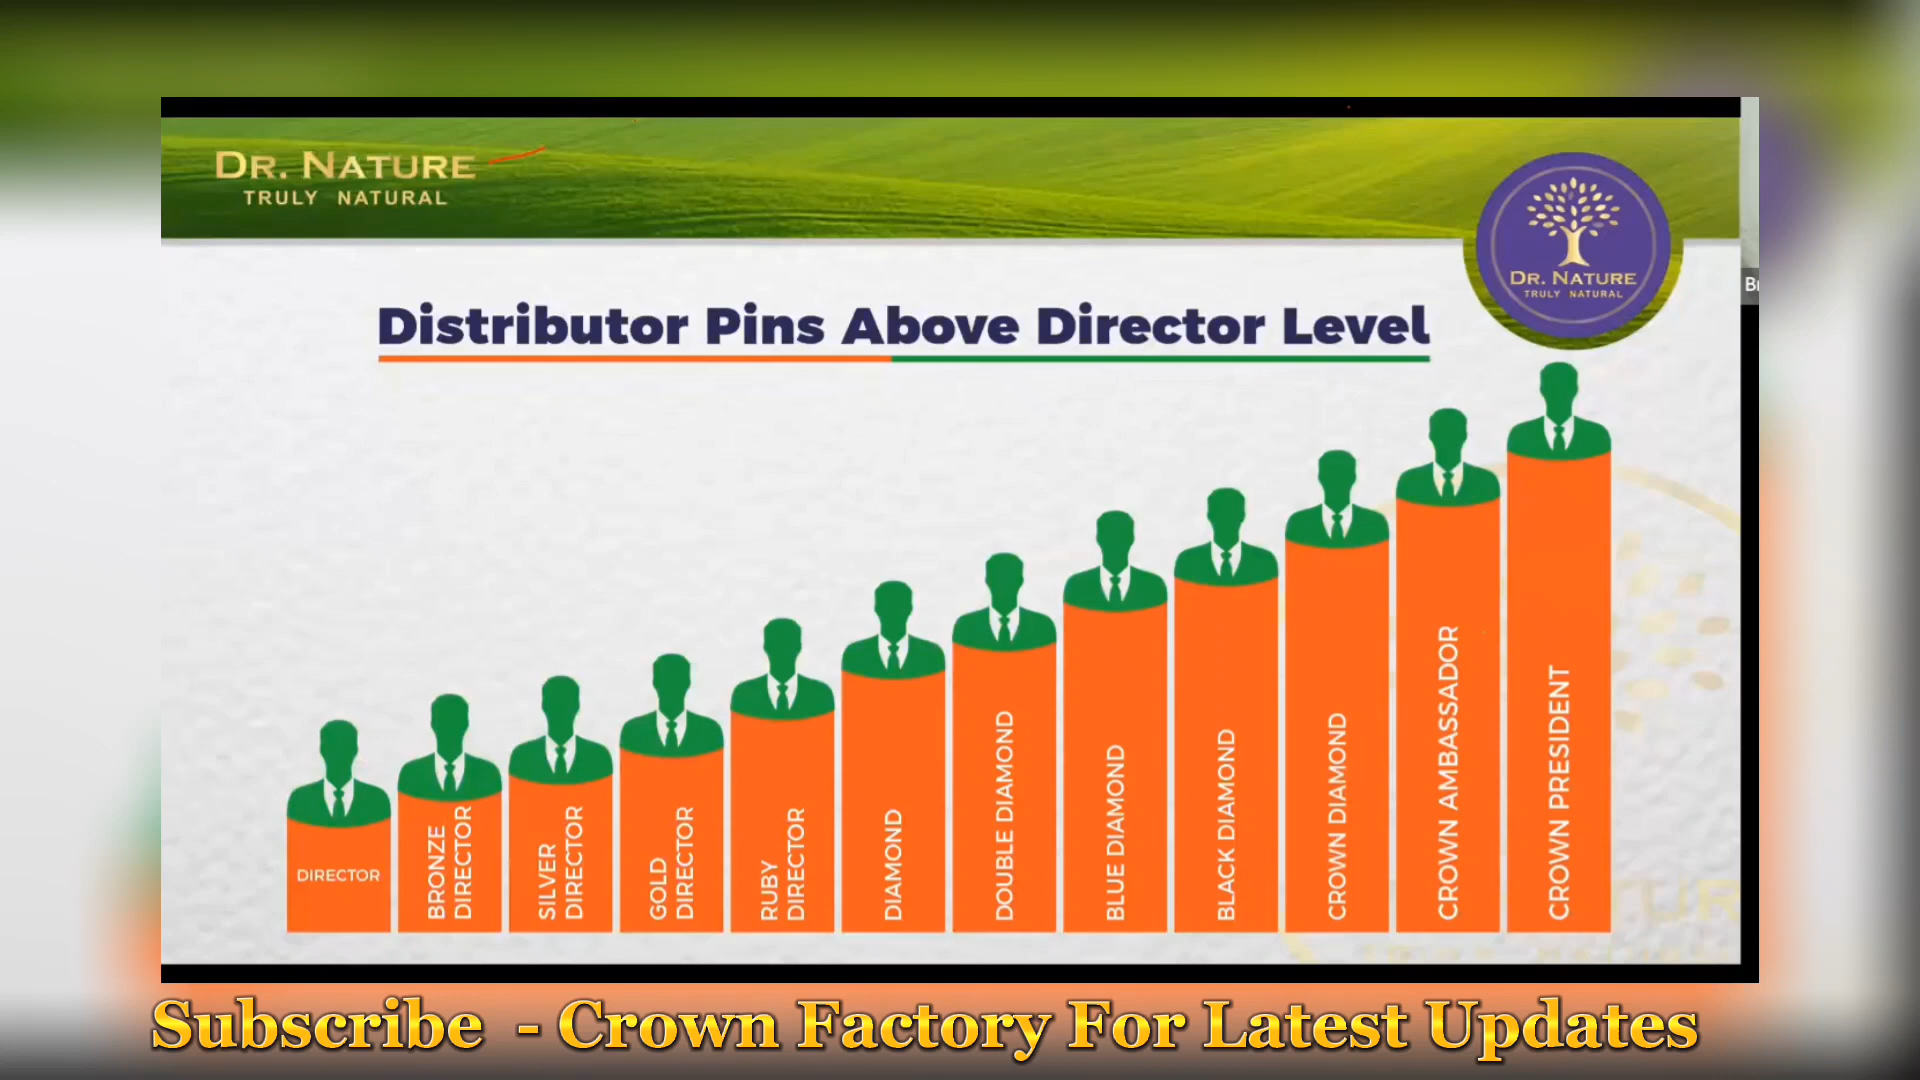 DR. NATURE
TRULY NATURAL
DR. NATURE
TRULY NATURAL
Distributor Pins Above Director Level
DIRECTOR
BRONZE
DIRECTOR
SILVER
DIRECTOR
GOLD
DIRECTOR
RUBY
DIRECTOR
DIAMOND
DOUBLE DIAMOND
BLUE DIAMOND
BLACK DIAMOND
CROWN DIAMOND
CROWN AMBASSADOR
CROWN PRESIDENT
Subscribe - Crown Factory For Latest Updates